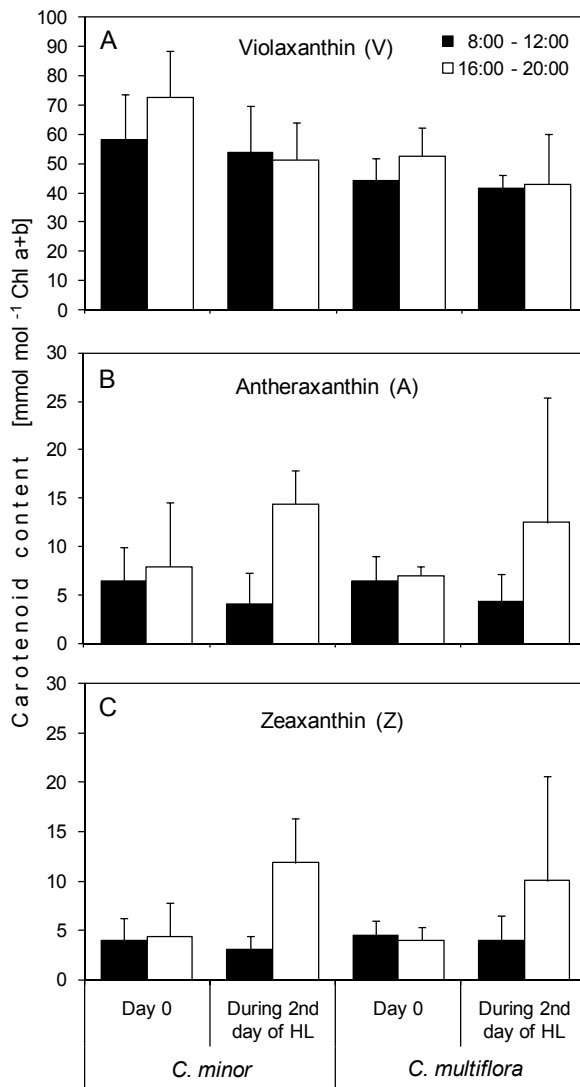 A
Violaxanthin (V)
8:00 - 12:00
16:00 - 20:00
100
90
80
70
60
50
40
30
20
10
0
Carotenoid content [mmol mol ⁻¹ Chl a+b]
B
Antheraxanthin (A)
30
25
20
15
10
5
0
C
Zeaxanthin (Z)
30
25
20
15
10
5
0
Day 0
During 2nd
day of HL
Day 0
During 2nd
day of HL
C. minor
C. multiflora